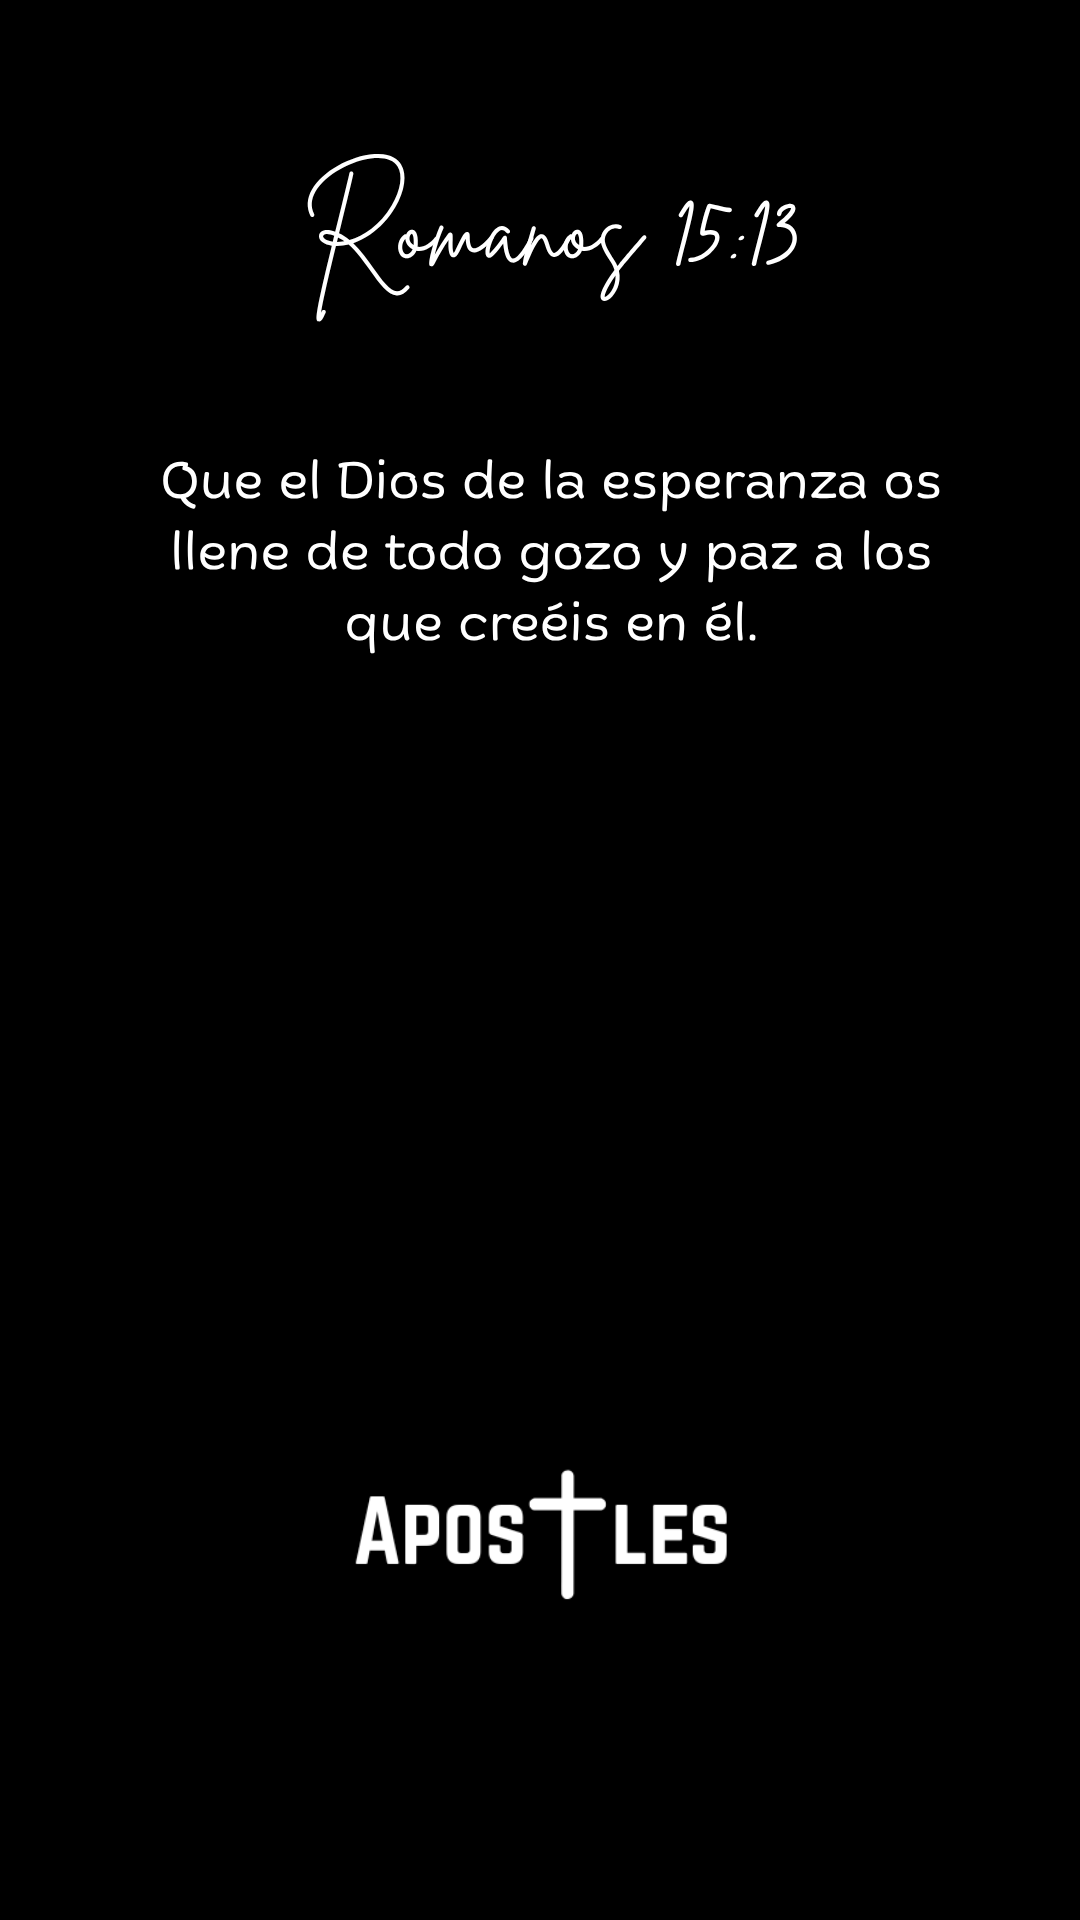 Romanos 15:13
Que el Dios de la esperanza os
llene de todo gozo y paz a los
que creéis en él.
APOSTLES